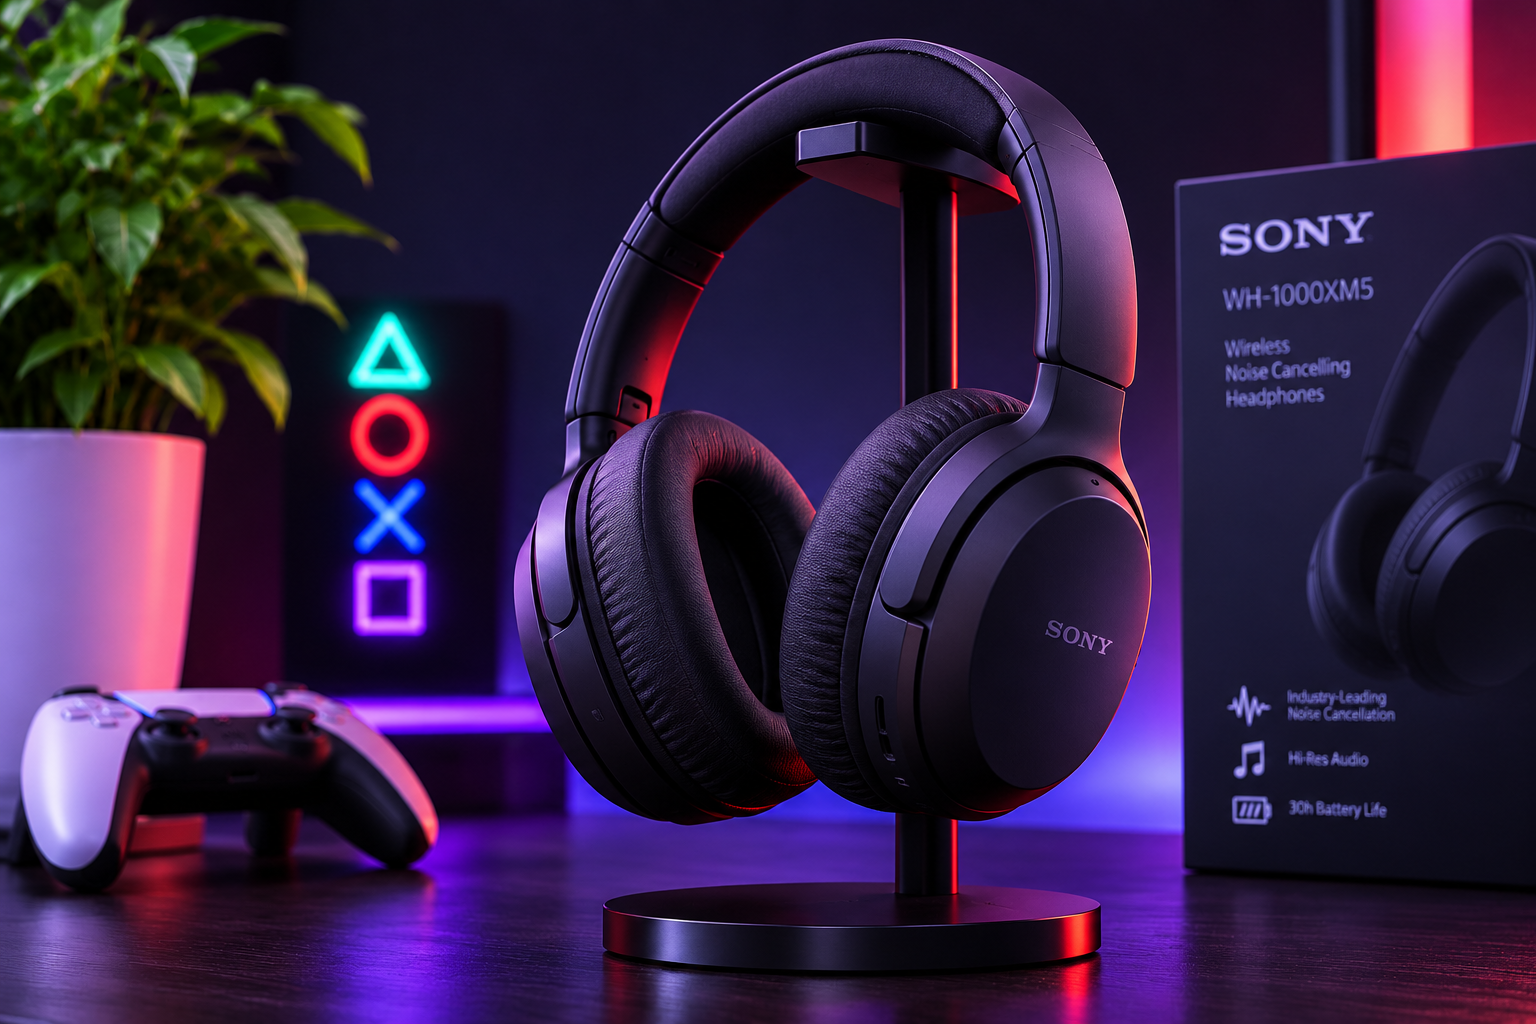 SONY
SONY
WH-1000XM5
Wireless
Noise Cancelling
Headphones
Industry-Leading
Noise Cancellation
Hi-Res Audio
30h Battery Life